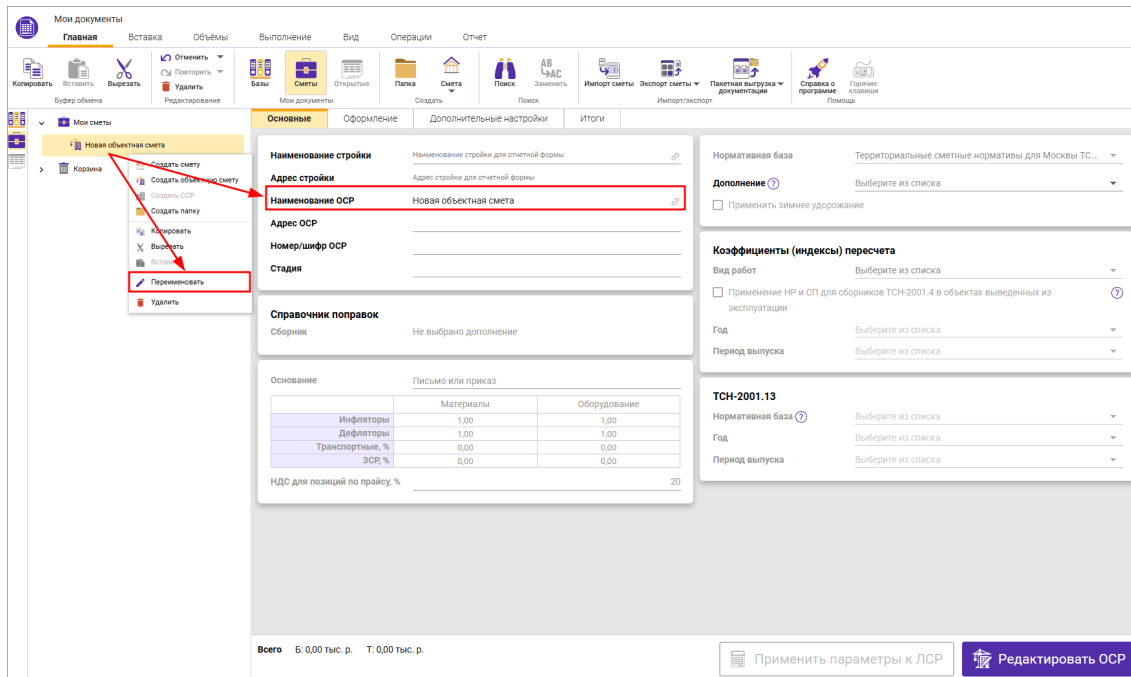 Мои документы
Главная Вставка Объёмы Выполнение Вид Операции Отчет
Копировать Вставить Вырезать
Отменить
Повторить
Удалить
Базы Сметы Открытые Папка Смета Поиск Заменить
AB
AC
Импорт сметы Экспорт сметы Пакетная выгрузка документации
Справка о программе
Горячие клавиши
Буфер обмена Редактирование Мои документы Создать Поиск Импорт/экспорт Помощь
Мои сметы
Новая объектная смета
Корзина
Создать смету
Создать объектную смету
Создать ССР
Создать папку
Копировать
Вырезать
Переименовать
Удалить
Основные Оформление Дополнительные настройки Итоги
Наименование стройки Наименование стройки для отчетной формы
Адрес стройки Адрес стройки для отчетной формы
Наименование ОСР Новая объектная смета
Адрес ОСР
Номер/шифр ОСР
Стадия
Справочник поправок
Сборник Не выбрано дополнение
Основание Письмо или приказ
Материалы Оборудование
Инфляторы 1,00 1,00
Дефляторы 1,00 1,00
Транспортные, % 0,00 0,00
ЗСР, % 0,00 0,00
НДС для позиций по прайсу, % 20
Нормативная база Территориальные сметные нормативы для Москвы ТС...
Дополнение ? Выберите из списка
Применить зимнее удорожание
Коэффициенты (индексы) пересчета
Вид работ Выберите из списка
Применение НР и СП для сборников ТСН-2001.4 в объектах выведенных из ?
эксплуатации
Год Выберите из списка
Период выпуска Выберите из списка
ТСН-2001.13
Нормативная база ? Выберите из списка
Год Выберите из списка
Период выпуска Выберите из списка
Всего Б: 0,00 тыс. р. Т: 0,00 тыс. р.
Применить параметры к ЛСР
Редактировать ОСР